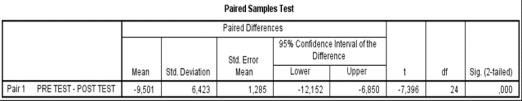 Paired Samples Test
Paired Differences
95% Confidence Interval of the Difference
Mean Std. Deviation Std. Error Mean Lower Upper t df Sig. (2-tailed)
Pair 1 PRE TEST - POST TEST -9,501 6,423 1,285 -12,152 -6,850 -7,396 24 ,000